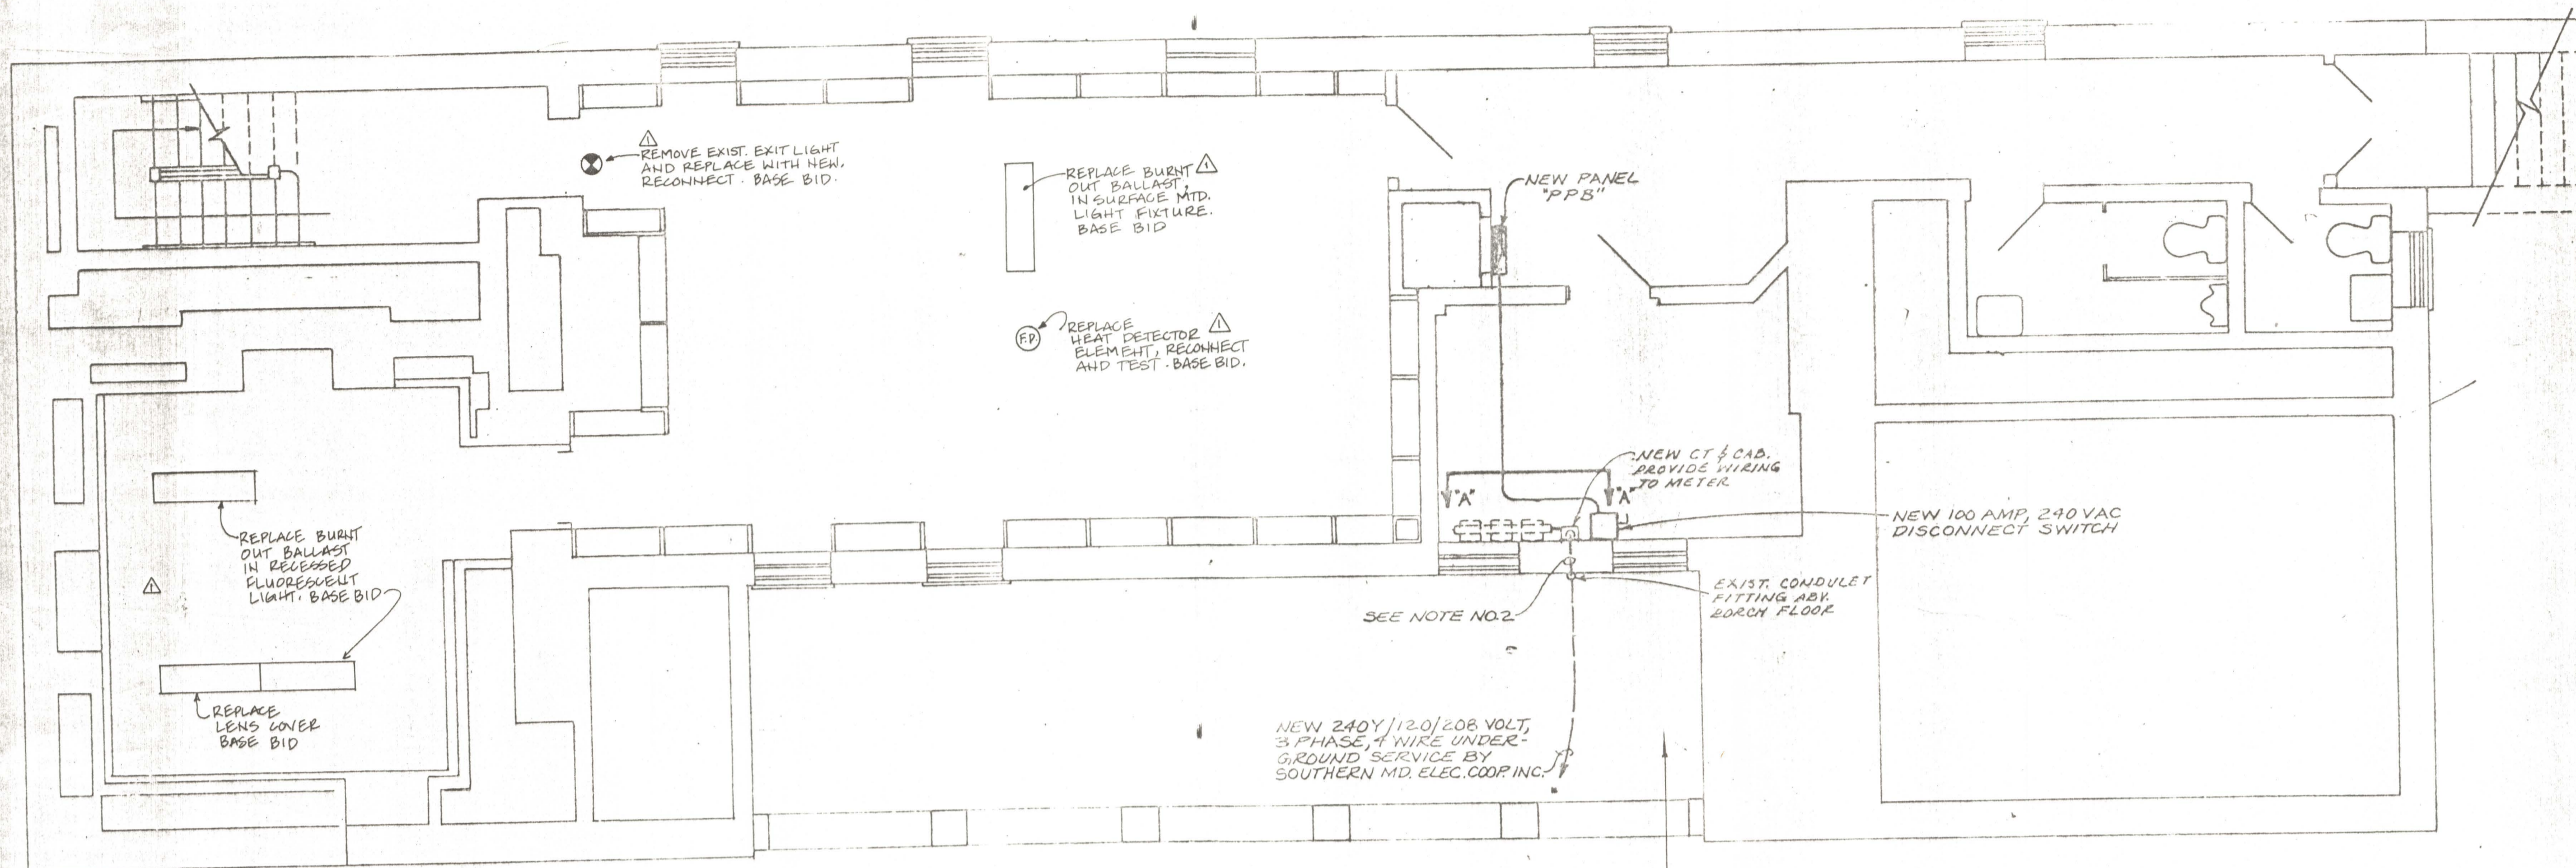 1
REMOVE EXIST. EXIT LIGHT
AND REPLACE WITH NEW.
RECONNECT. BASE BID.
REPLACE BURNT 1
OUT BALLAST,
IN SURFACE MTD.
LIGHT FIXTURE.
BASE BID
NEW PANEL
"PPB"
F.P.
REPLACE 1
HEAT DETECTOR
ELEMENT, RECONNECT
AND TEST. BASE BID.
NEW CT & CAB.
PROVIDE WIRING
TO METER
"A" "A"
NEW 100 AMP, 240 VAC
DISCONNECT SWITCH
REPLACE BURNT
OUT BALLAST
IN RECESSED
FLUORESCENT
LIGHT. BASE BID
1
EXIST. CONDULET
FITTING ABV.
PORCH FLOOR
SEE NOTE NO.2
REPLACE
LENS COVER
BASE BID
NEW 240Y/120/208 VOLT,
3 PHASE, 4 WIRE UNDER-
GROUND SERVICE BY
SOUTHERN MD. ELEC. COOP. INC.